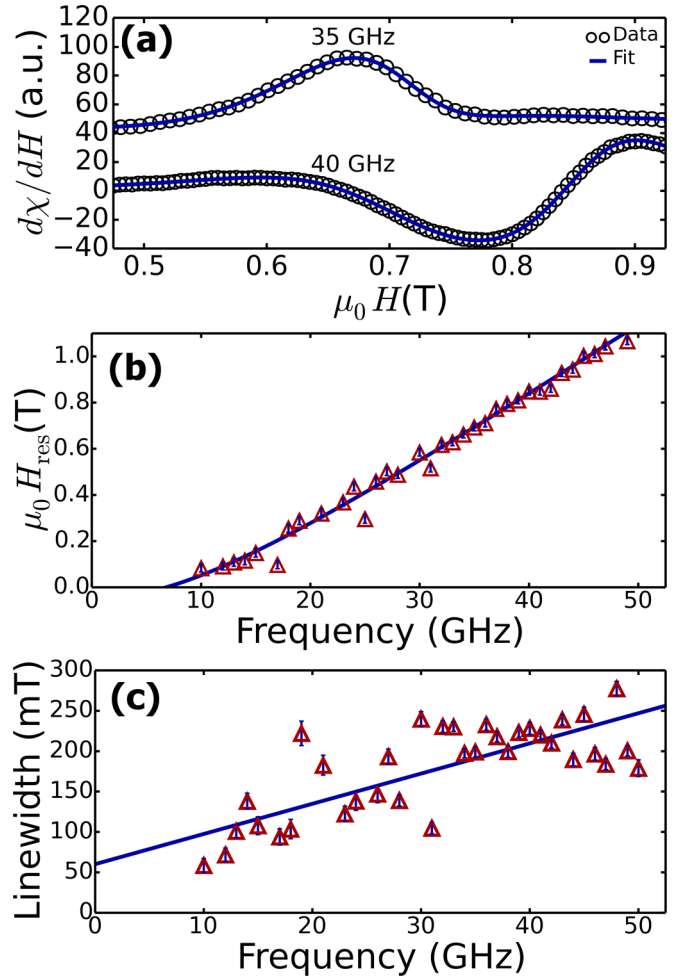 (a)
35 GHz
40 GHz
Data
Fit
120
100
80
60
40
20
0
−20
−40
dχ/dH (a.u.)
0.5 0.6 0.7 0.8 0.9
μ₀ H(T)
(b)
1.0
0.8
0.6
0.4
0.2
0.0
μ₀ H_res(T)
0 10 20 30 40 50
Frequency (GHz)
(c)
300
250
200
150
100
50
0
Linewidth (mT)
0 10 20 30 40 50
Frequency (GHz)